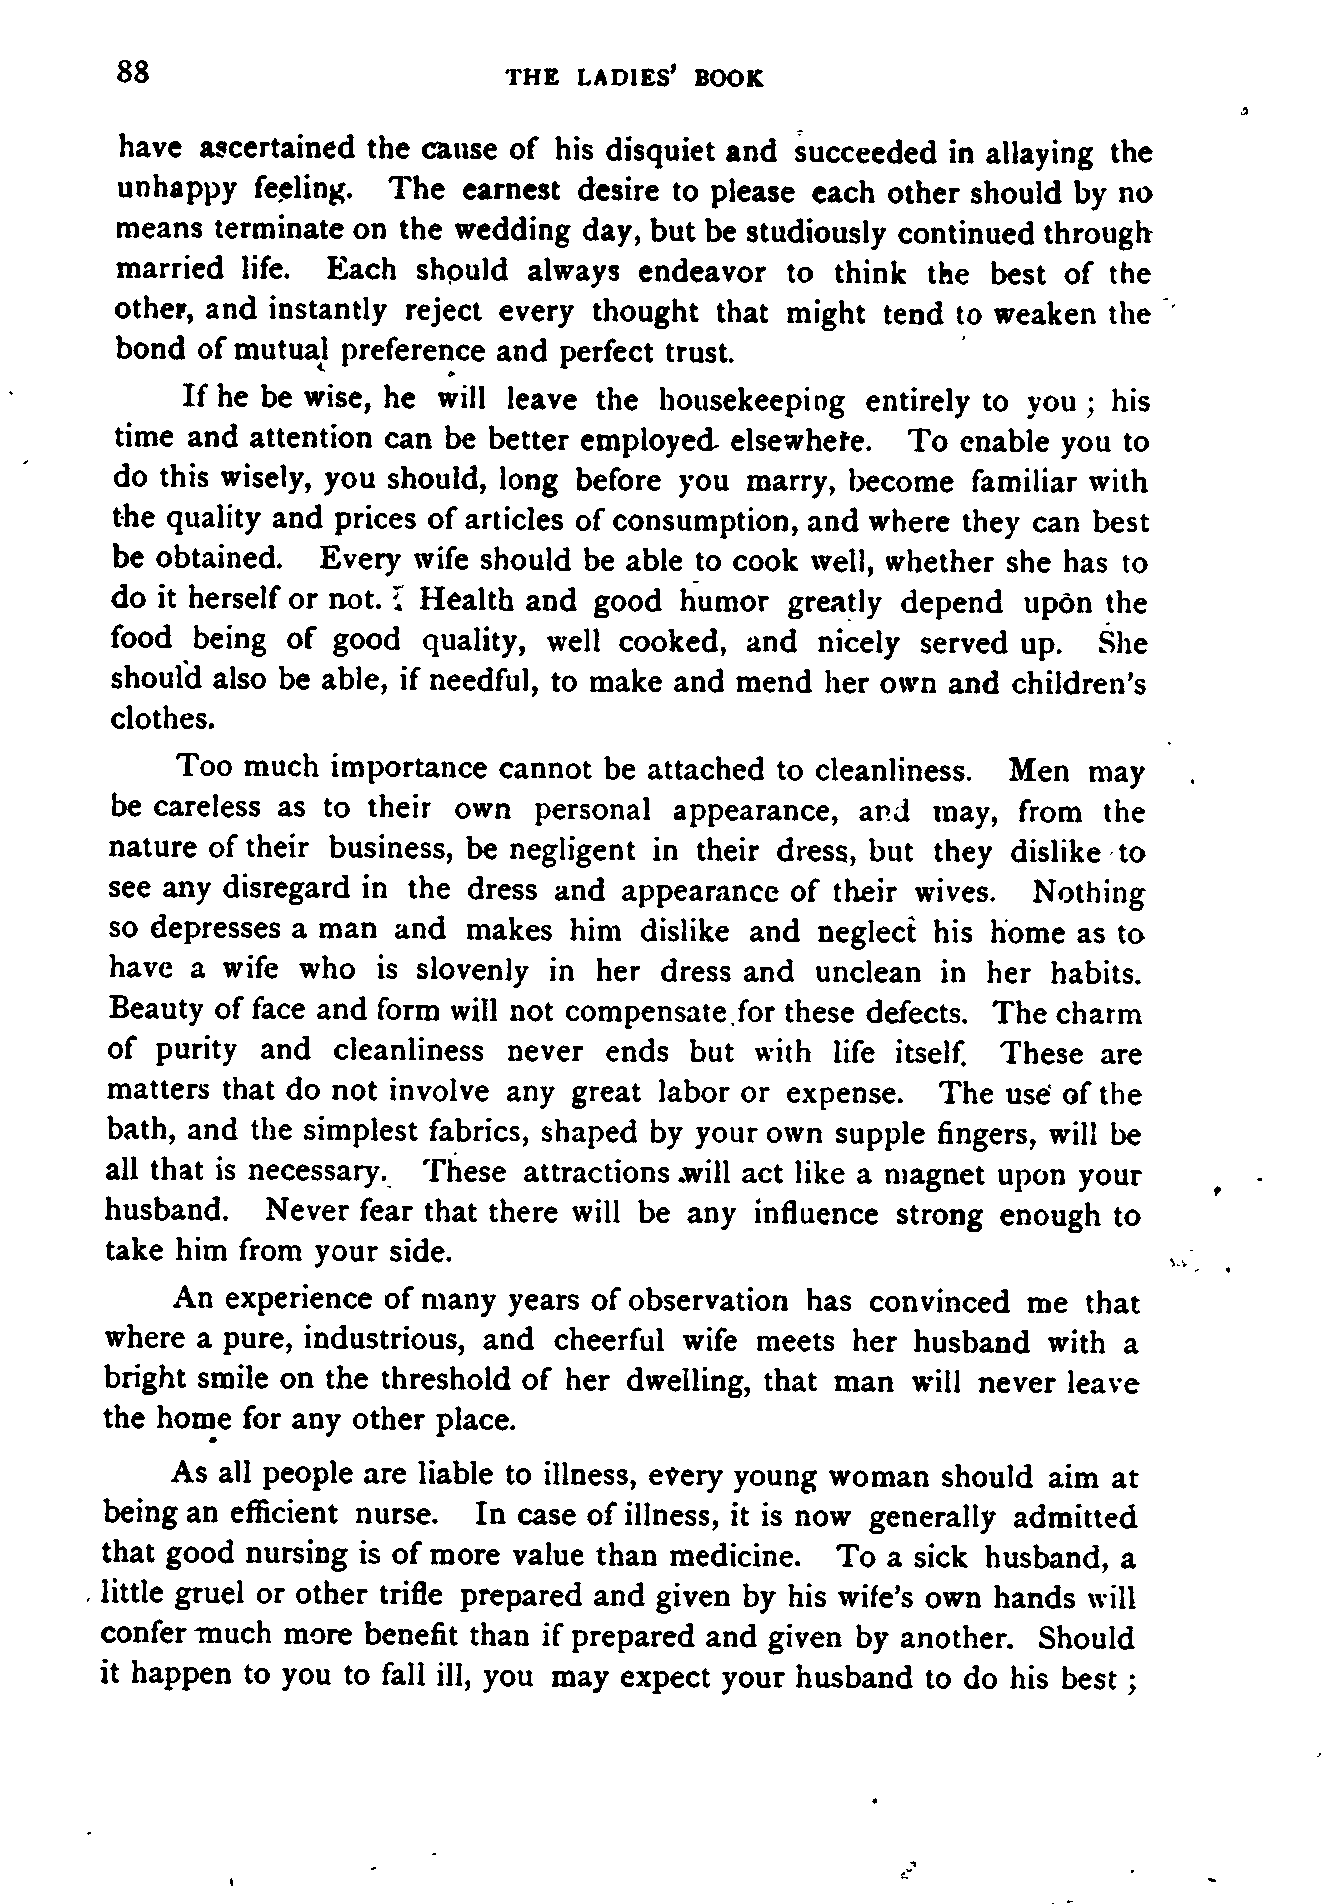 88
THE LADIES' BOOK
have ascertained the cause of his disquiet and succeeded in allaying the
unhappy feeling. The earnest desire to please each other should by no
means terminate on the wedding day, but be studiously continued through
married life. Each should always endeavor to think the best of the
other, and instantly reject every thought that might tend to weaken the
bond of mutual preference and perfect trust.
If he be wise, he will leave the housekeeping entirely to you ; his
time and attention can be better employed elsewhere. To enable you to
do this wisely, you should, long before you marry, become familiar with
the quality and prices of articles of consumption, and where they can best
be obtained. Every wife should be able to cook well, whether she has to
do it herself or not. Health and good humor greatly depend upon the
food being of good quality, well cooked, and nicely served up. She
should also be able, if needful, to make and mend her own and children's
clothes.
Too much importance cannot be attached to cleanliness. Men may
be careless as to their own personal appearance, and may, from the
nature of their business, be negligent in their dress, but they dislike to
see any disregard in the dress and appearance of their wives. Nothing
so depresses a man and makes him dislike and neglect his home as to
have a wife who is slovenly in her dress and unclean in her habits.
Beauty of face and form will not compensate for these defects. The charm
of purity and cleanliness never ends but with life itself. These are
matters that do not involve any great labor or expense. The use of the
bath, and the simplest fabrics, shaped by your own supple fingers, will be
all that is necessary. These attractions will act like a magnet upon your
husband. Never fear that there will be any influence strong enough to
take him from your side.
An experience of many years of observation has convinced me that
where a pure, industrious, and cheerful wife meets her husband with a
bright smile on the threshold of her dwelling, that man will never leave
the home for any other place.
As all people are liable to illness, every young woman should aim at
being an efficient nurse. In case of illness, it is now generally admitted
that good nursing is of more value than medicine. To a sick husband, a
little gruel or other trifle prepared and given by his wife's own hands will
confer much more benefit than if prepared and given by another. Should
it happen to you to fall ill, you may expect your husband to do his best ;